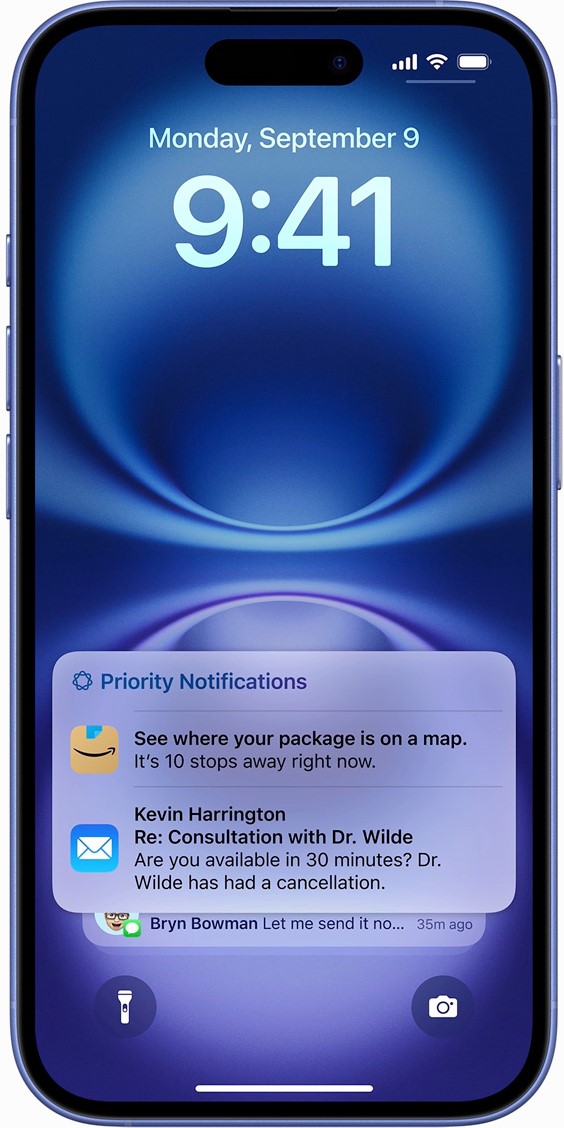 Monday, September 9
9:41
Priority Notifications
See where your package is on a map.
It's 10 stops away right now.
Kevin Harrington
Re: Consultation with Dr. Wilde
Are you available in 30 minutes? Dr.
Wilde has had a cancellation.
Bryn Bowman Let me send it no... 35m ago